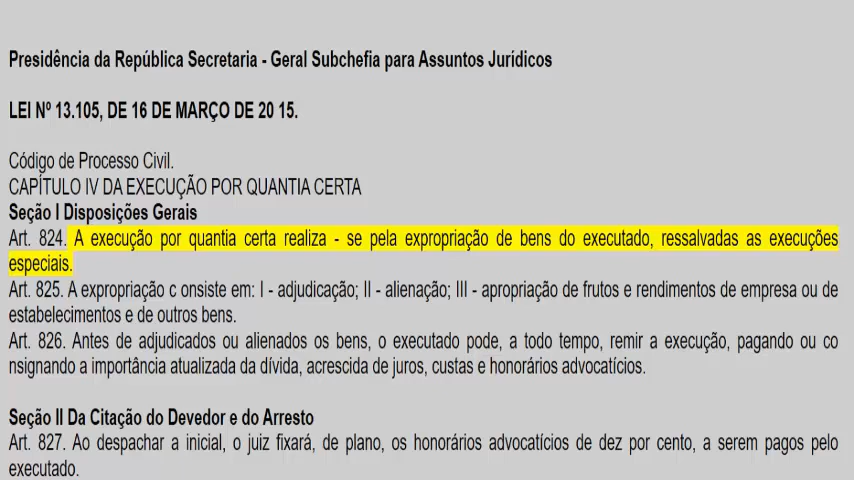 Presidência da República Secretaria - Geral Subchefia para Assuntos Jurídicos
LEI Nº 13.105, DE 16 DE MARÇO DE 20 15.
Código de Processo Civil.
CAPÍTULO IV DA EXECUÇÃO POR QUANTIA CERTA
Seção I Disposições Gerais
Art. 824. A execução por quantia certa realiza - se pela expropriação de bens do executado, ressalvadas as execuções
especiais.
Art. 825. A expropriação c onsiste em: I - adjudicação; II - alienação; III - apropriação de frutos e rendimentos de empresa ou de
estabelecimentos e de outros bens.
Art. 826. Antes de adjudicados ou alienados os bens, o executado pode, a todo tempo, remir a execução, pagando ou co
nsignando a importância atualizada da dívida, acrescida de juros, custas e honorários advocatícios.
Seção II Da Citação do Devedor e do Arresto
Art. 827. Ao despachar a inicial, o juiz fixará, de plano, os honorários advocatícios de dez por cento, a serem pagos pelo
executado.